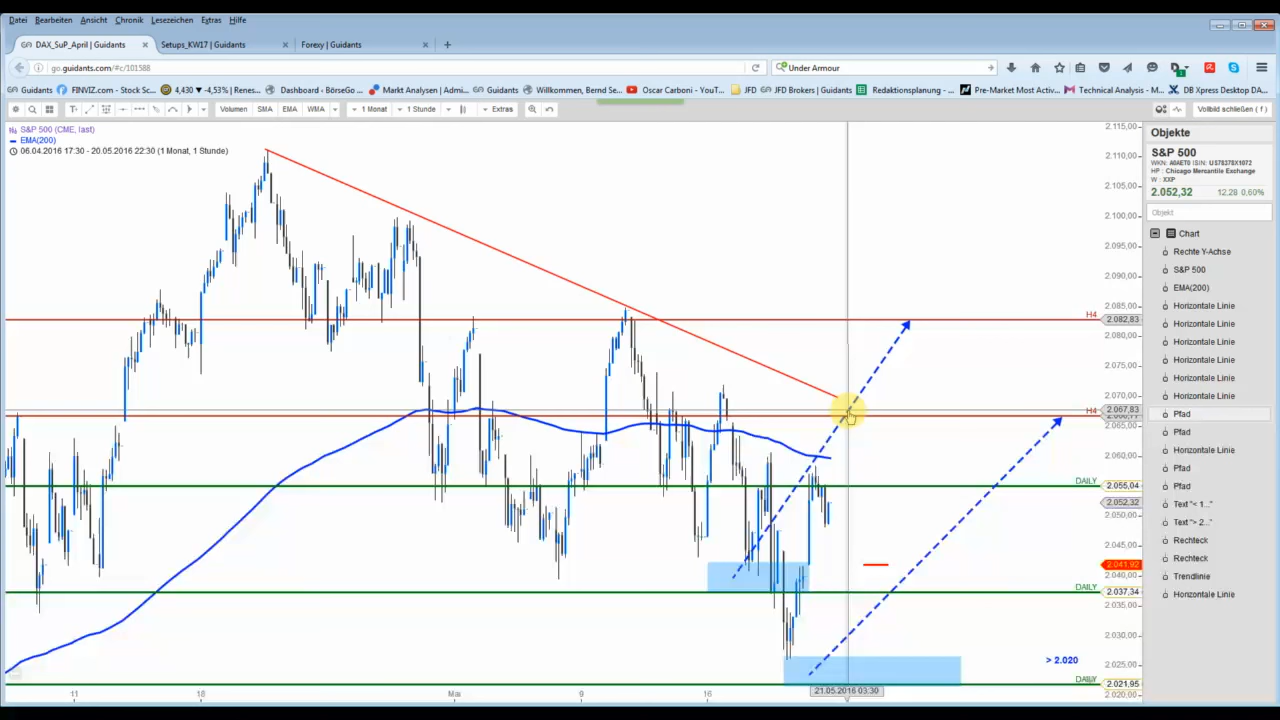 Datei Bearbeiten Ansicht Chronik Lesezeichen Extras Hilfe
DAX_SuP_April | Guidants × Setups_KW17 | Guidants × Forexy | Guidants × +
go.guidants.com/#c/101588 Under Armour
Guidants FINVIZ.com - Stock Sc... 4,430 ▼ -4,53% | Renes... Dashboard - BörseGo ... Markt Analysen | Admi... Guidants Willkommen, Bernd Se... Oscar Carboni - YouT... JFD JFD Brokers | Guidants Redaktionsplanung - ... Pre-Market Most Activ... Technical Analysis - M... DB Xpress Desktop DA...
Volumen SMA EMA WMA 1 Monat 1 Stunde Extras Vollbild schließen ( f )
S&P 500 (CME, last)
EMA(200)
06.04.2016 17:30 - 20.05.2016 22:30 (1 Monat, 1 Stunde)
2.115,00
2.110,00
2.105,00
2.100,00
2.095,00
2.090,00
2.085,00
H4 2.082,83
2.080,00
2.075,00
2.070,00
H4 2.067,83
2.065,00
2.060,00
DAILY 2.055,04
2.052,32
2.050,00
2.045,00
2.041,92
2.040,00
DAILY 2.037,34
2.035,00
2.030,00
2.025,00
> 2.020
DAILY 2.021,95
2.020,00
11 18 Mai 9 16 21.05.2016 03:30
Objekte
S&P 500
WKN: A0AET0 ISIN: US78378X1072
HP : Chicago Mercantile Exchange
W : XXP
2.052,32 12,28 0,60%
Objekt
Chart
Rechte Y-Achse
S&P 500
EMA(200)
Horizontale Linie
Horizontale Linie
Horizontale Linie
Horizontale Linie
Horizontale Linie
Horizontale Linie
Pfad
Pfad
Horizontale Linie
Pfad
Pfad
Text "< 1..."
Text "> 2..."
Rechteck
Rechteck
Trendlinie
Horizontale Linie